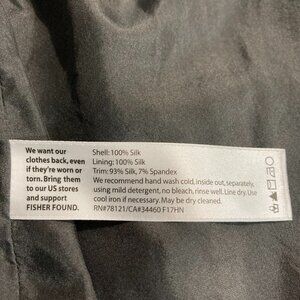 We want our
clothes back, even
if they're worn or
torn. Bring them
to our US stores
and support
FISHER FOUND.
Shell: 100% Silk
Lining: 100% Silk
Trim: 93% Silk, 7% Spandex
We recommend hand wash cold, inside out, separately,
using mild detergent, no bleach, rinse well. Line dry. Use
cool iron if necessary. May be dry cleaned.
RN#78121/CA#34460 F17HN